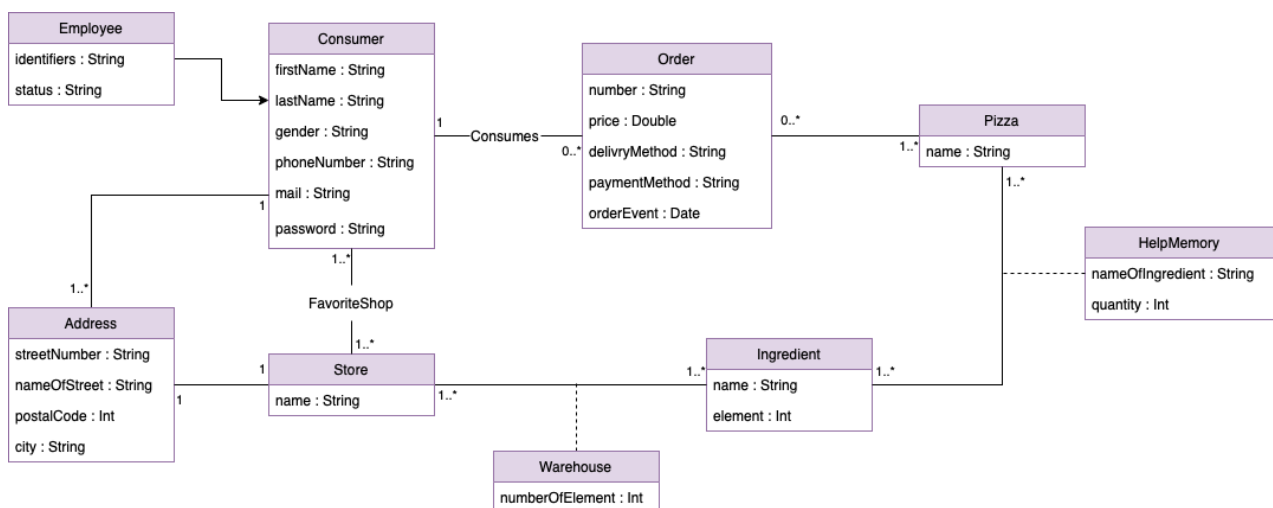 Employee
identifiers : String
status : String
Consumer
firstName : String
lastName : String
gender : String
phoneNumber : String
mail : String
password : String
Order
number : String
price : Double
delivryMethod : String
paymentMethod : String
orderEvent : Date
Pizza
name : String
1
Consumes
0..*
0..*
1..*
1
1..*
1..*
FavoriteShop
1..*
1..*
HelpMemory
nameOfIngredient : String
quantity : Int
Address
streetNumber : String
nameOfStreet : String
postalCode : Int
city : String
1
1
Store
name : String
1..*
1..*
Ingredient
name : String
element : Int
1..*
Warehouse
numberOfElement : Int